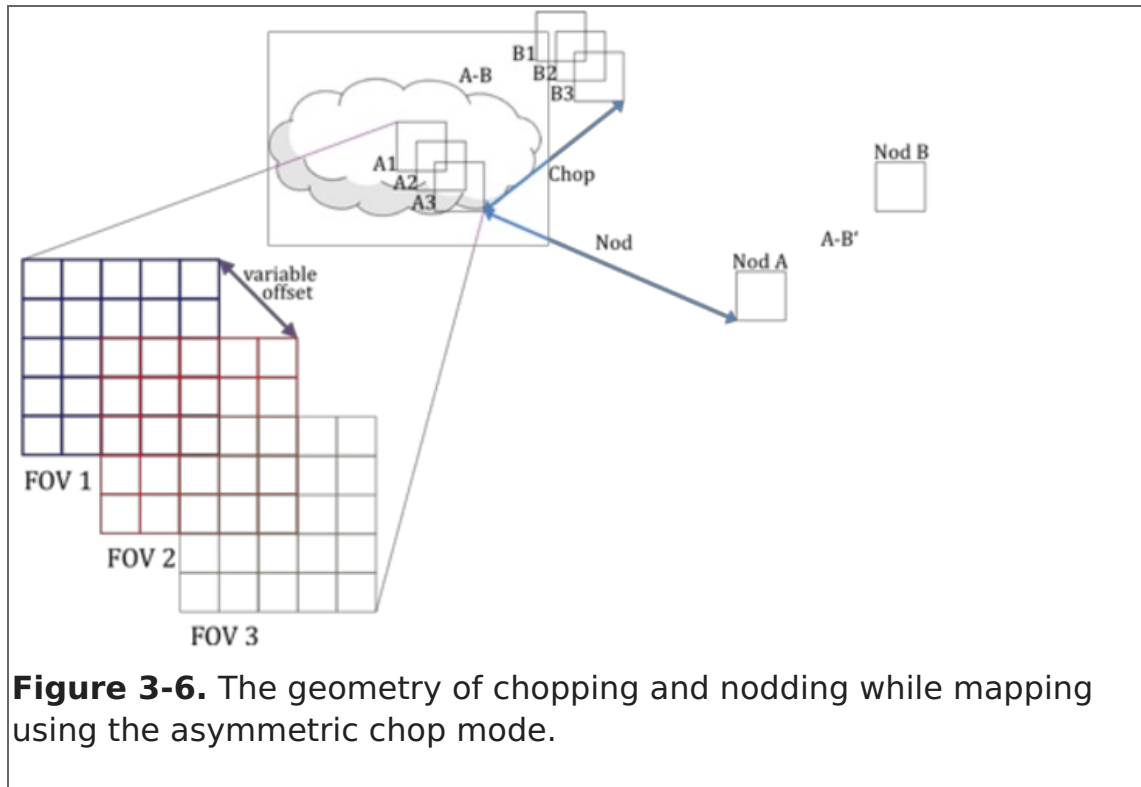 B1
A-B
B2
B3
A1
Chop
Nod B
A2
A3
Nod
A-B'
variable
offset
Nod A
FOV 1
FOV 2
FOV 3
Figure 3-6. The geometry of chopping and nodding while mapping
using the asymmetric chop mode.